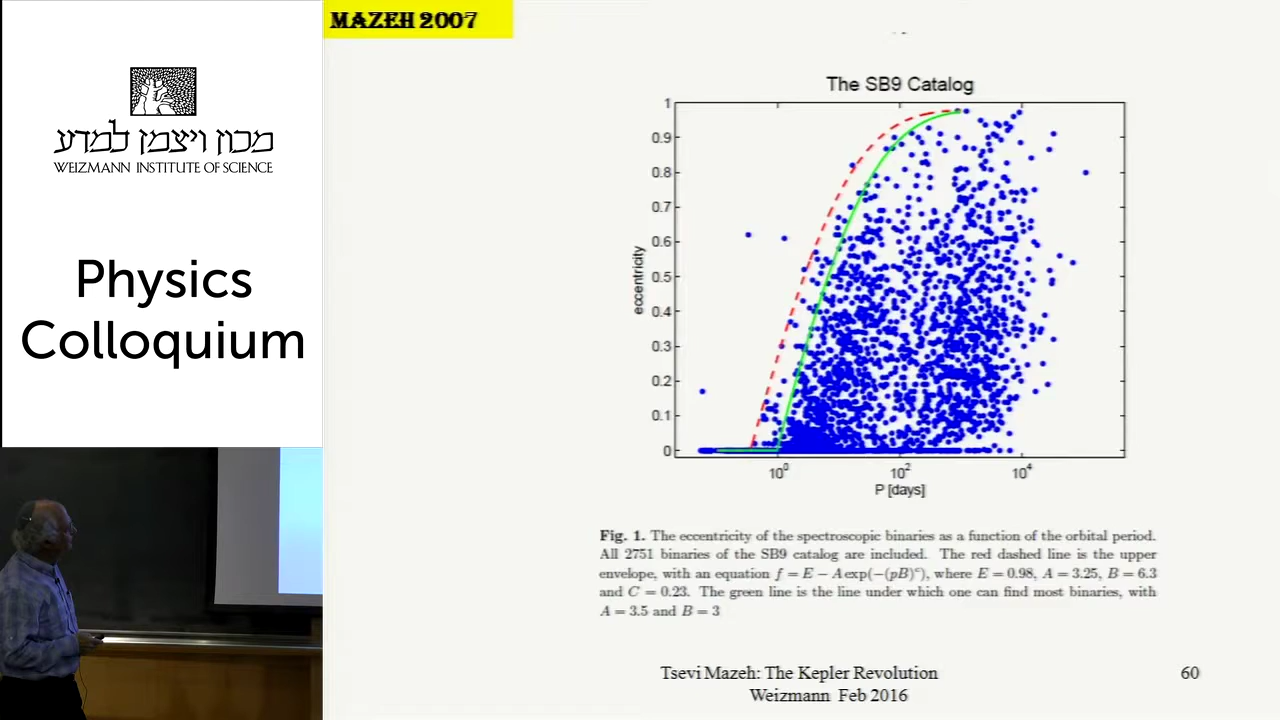 MAZEH 2007
מכון ויצמן למדע
WEIZMANN INSTITUTE OF SCIENCE
Physics
Colloquium
The SB9 Catalog
1
0.9
0.8
0.7
0.6
0.5
0.4
0.3
0.2
0.1
0
eccentricity
10⁰ 10² 10⁴
P [days]
Fig. 1. The eccentricity of the spectroscopic binaries as a function of the orbital period.
All 2751 binaries of the SB9 catalog are included. The red dashed line is the upper
envelope, with an equation f = E − A exp(−(pB)ᶜ), where E = 0.98, A = 3.25, B = 6.3
and C = 0.23. The green line is the line under which one can find most binaries, with
A = 3.5 and B = 3
Tsevi Mazeh: The Kepler Revolution
Weizmann Feb 2016
60